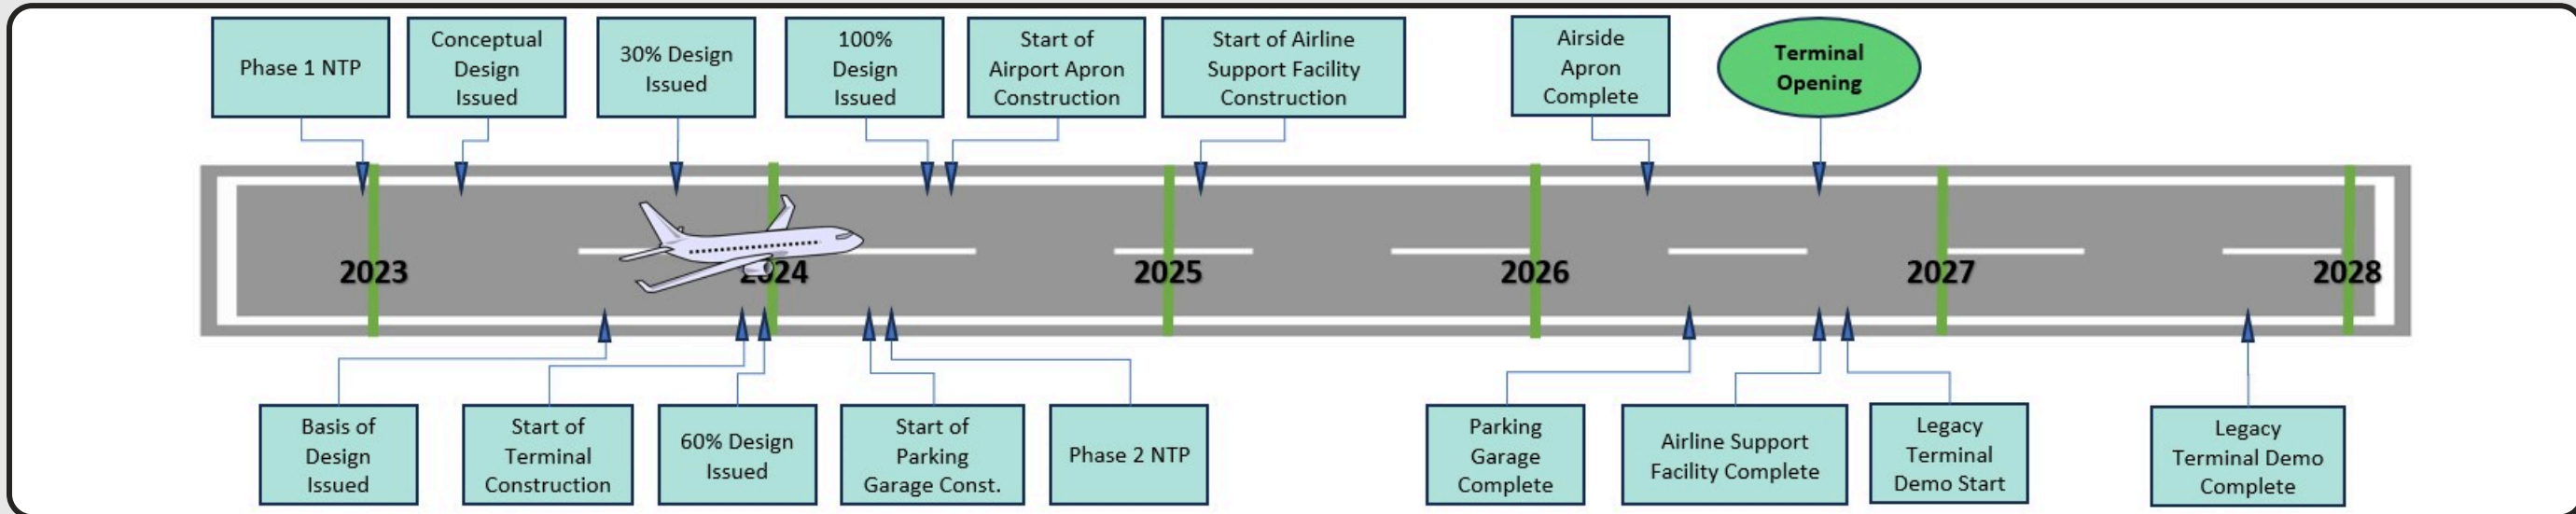 Phase 1 NTP
Conceptual
Design
Issued
30% Design
Issued
100%
Design
Issued
Start of
Airport Apron
Construction
Start of Airline
Support Facility
Construction
Airside
Apron
Complete
Terminal
Opening
2023
2024
2025
2026
2027
2028
Basis of
Design
Issued
Start of
Terminal
Construction
60% Design
Issued
Start of
Parking
Garage Const.
Phase 2 NTP
Parking
Garage
Complete
Airline Support
Facility Complete
Legacy
Terminal
Demo Start
Legacy
Terminal Demo
Complete